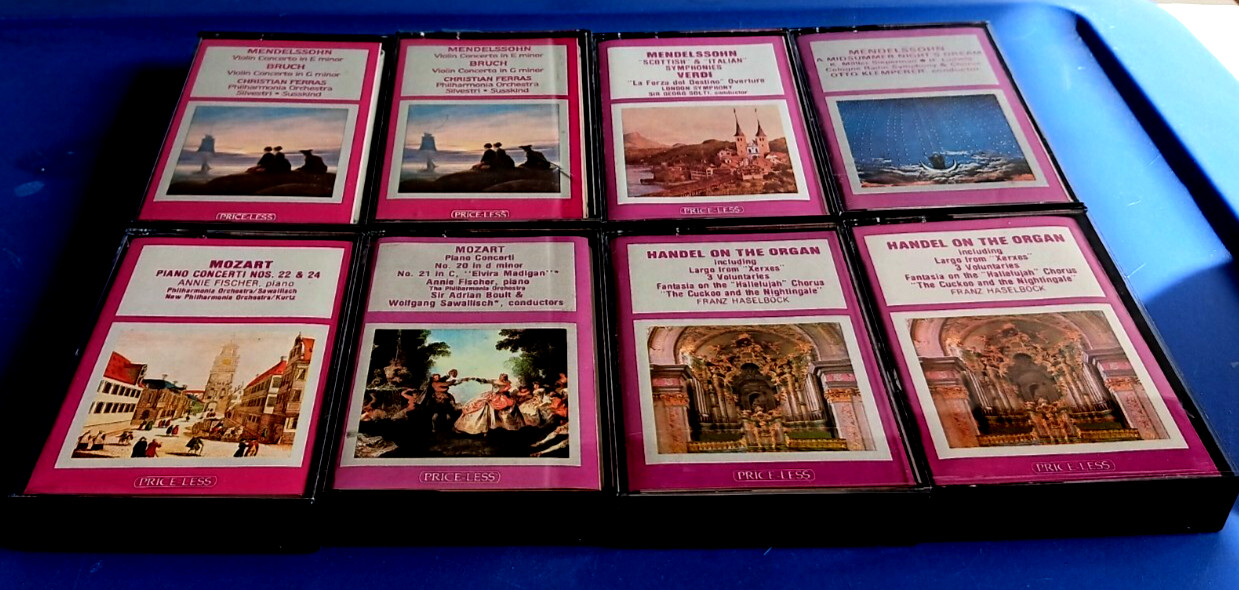 MENDELSSOHN
Violin Concerto in E minor
BRUCH
Violin Concerto in G minor
CHRISTIAN FERRAS
Philharmonia Orchestra
Silvestri • Susskind
PRICE-LESS
MENDELSSOHN
Violin Concerto in E minor
BRUCH
Violin Concerto in G minor
CHRISTIAN FERRAS
Philharmonia Orchestra
Silvestri • Susskind
PRICE-LESS
MENDELSSOHN
"SCOTTISH" & "ITALIAN"
SYMPHONIES
VERDI
"La Forza del Destino" Overture
LONDON SYMPHONY
SIR GEORG SOLTI, conductor
PRICE-LESS
MENDELSSOHN
A MIDSUMMER NIGHT'S DREAM
OTTO KLEMPERER, conductor
MOZART
PIANO CONCERTI NOS. 22 & 24
ANNIE FISCHER, piano
Philharmonia Orchestra/Sawallisch
New Philharmonia Orchestra/Kurtz
PRICE-LESS
MOZART
Piano Concerti
No. 20 in d minor
No. 21 in C, "Elvira Madigan"*
Annie Fischer, piano
The Philharmonia Orchestra
Sir Adrian Boult &
Wolfgang Sawallisch*, conductors
PRICE-LESS
HANDEL ON THE ORGAN
including
Largo from "Xerxes"
3 Voluntaries
Fantasia on the "Hallelujah" Chorus
"The Cuckoo and the Nightingale"
FRANZ HASELBOCK
PRICE-LESS
HANDEL ON THE ORGAN
including
Largo from "Xerxes"
3 Voluntaries
Fantasia on the "Hallelujah" Chorus
"The Cuckoo and the Nightingale"
FRANZ HASELBOCK
PRICE-LESS